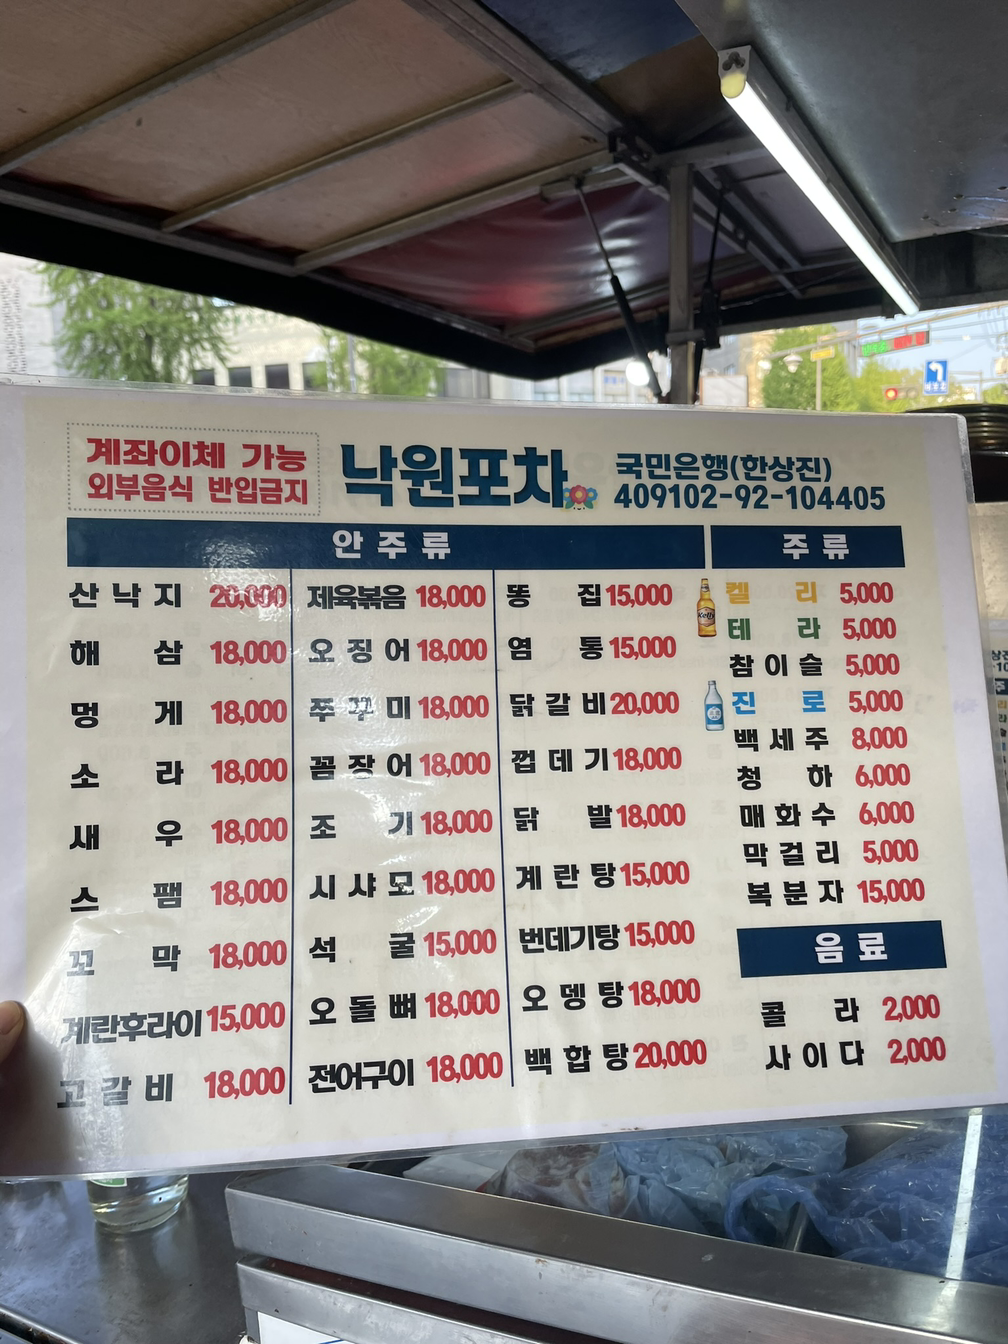 계좌이체 가능
외부음식 반입금지
낙원포차
국민은행(한상진)
409102-92-104405
안주류
산낙지 20,000
해삼 18,000
멍게 18,000
소라 18,000
새우 18,000
스팸 18,000
꼬막 18,000
계란후라이 15,000
고갈비 18,000
제육볶음 18,000
오징어 18,000
쭈꾸미 18,000
꼼장어 18,000
조기 18,000
시샤모 18,000
석굴 15,000
오돌뼈 18,000
전어구이 18,000
똥집 15,000
염통 15,000
닭갈비 20,000
껍데기 18,000
닭발 18,000
계란탕 15,000
번데기탕 15,000
오뎅탕 18,000
백합탕 20,000
주류
켈리 5,000
테라 5,000
참이슬 5,000
진로 5,000
백세주 8,000
청하 6,000
매화수 6,000
막걸리 5,000
복분자 15,000
음료
콜라 2,000
사이다 2,000
Kelly